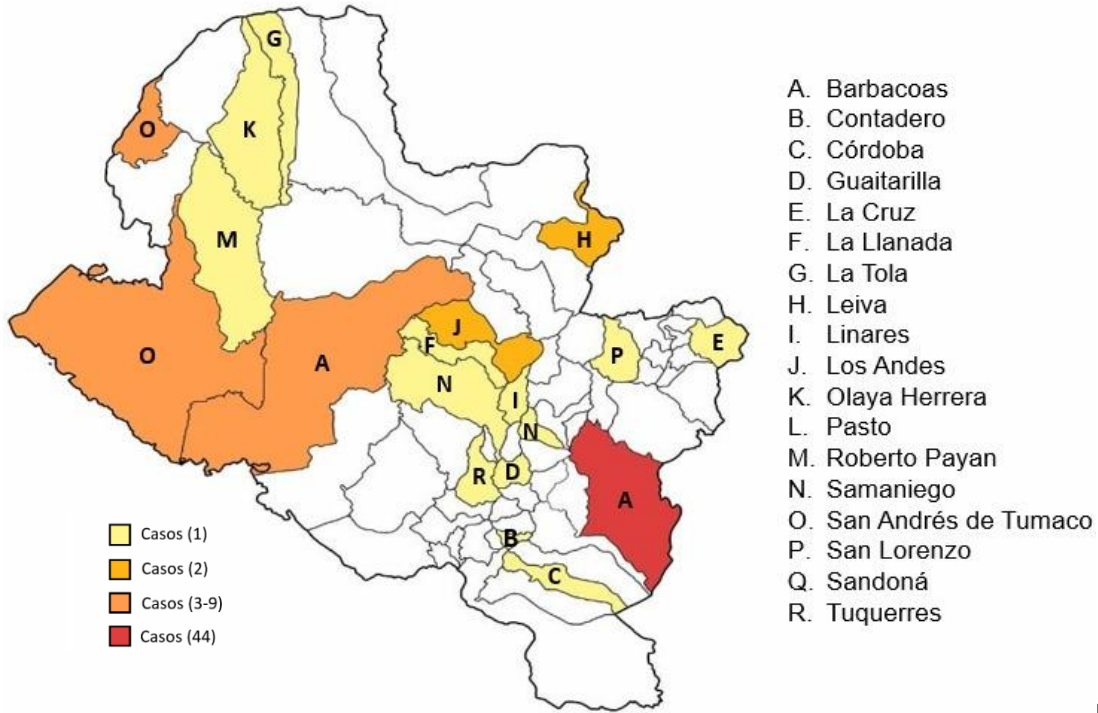 G
O
K
M
H
O
A
J
F
P
E
N
I
N
R
D
A
B
C
A. Barbacoas
B. Contadero
C. Córdoba
D. Guaitarilla
E. La Cruz
F. La Llanada
G. La Tola
H. Leiva
I. Linares
J. Los Andes
K. Olaya Herrera
L. Pasto
M. Roberto Payan
N. Samaniego
O. San Andrés de Tumaco
P. San Lorenzo
Q. Sandoná
R. Tuquerres
Casos (1)
Casos (2)
Casos (3-9)
Casos (44)